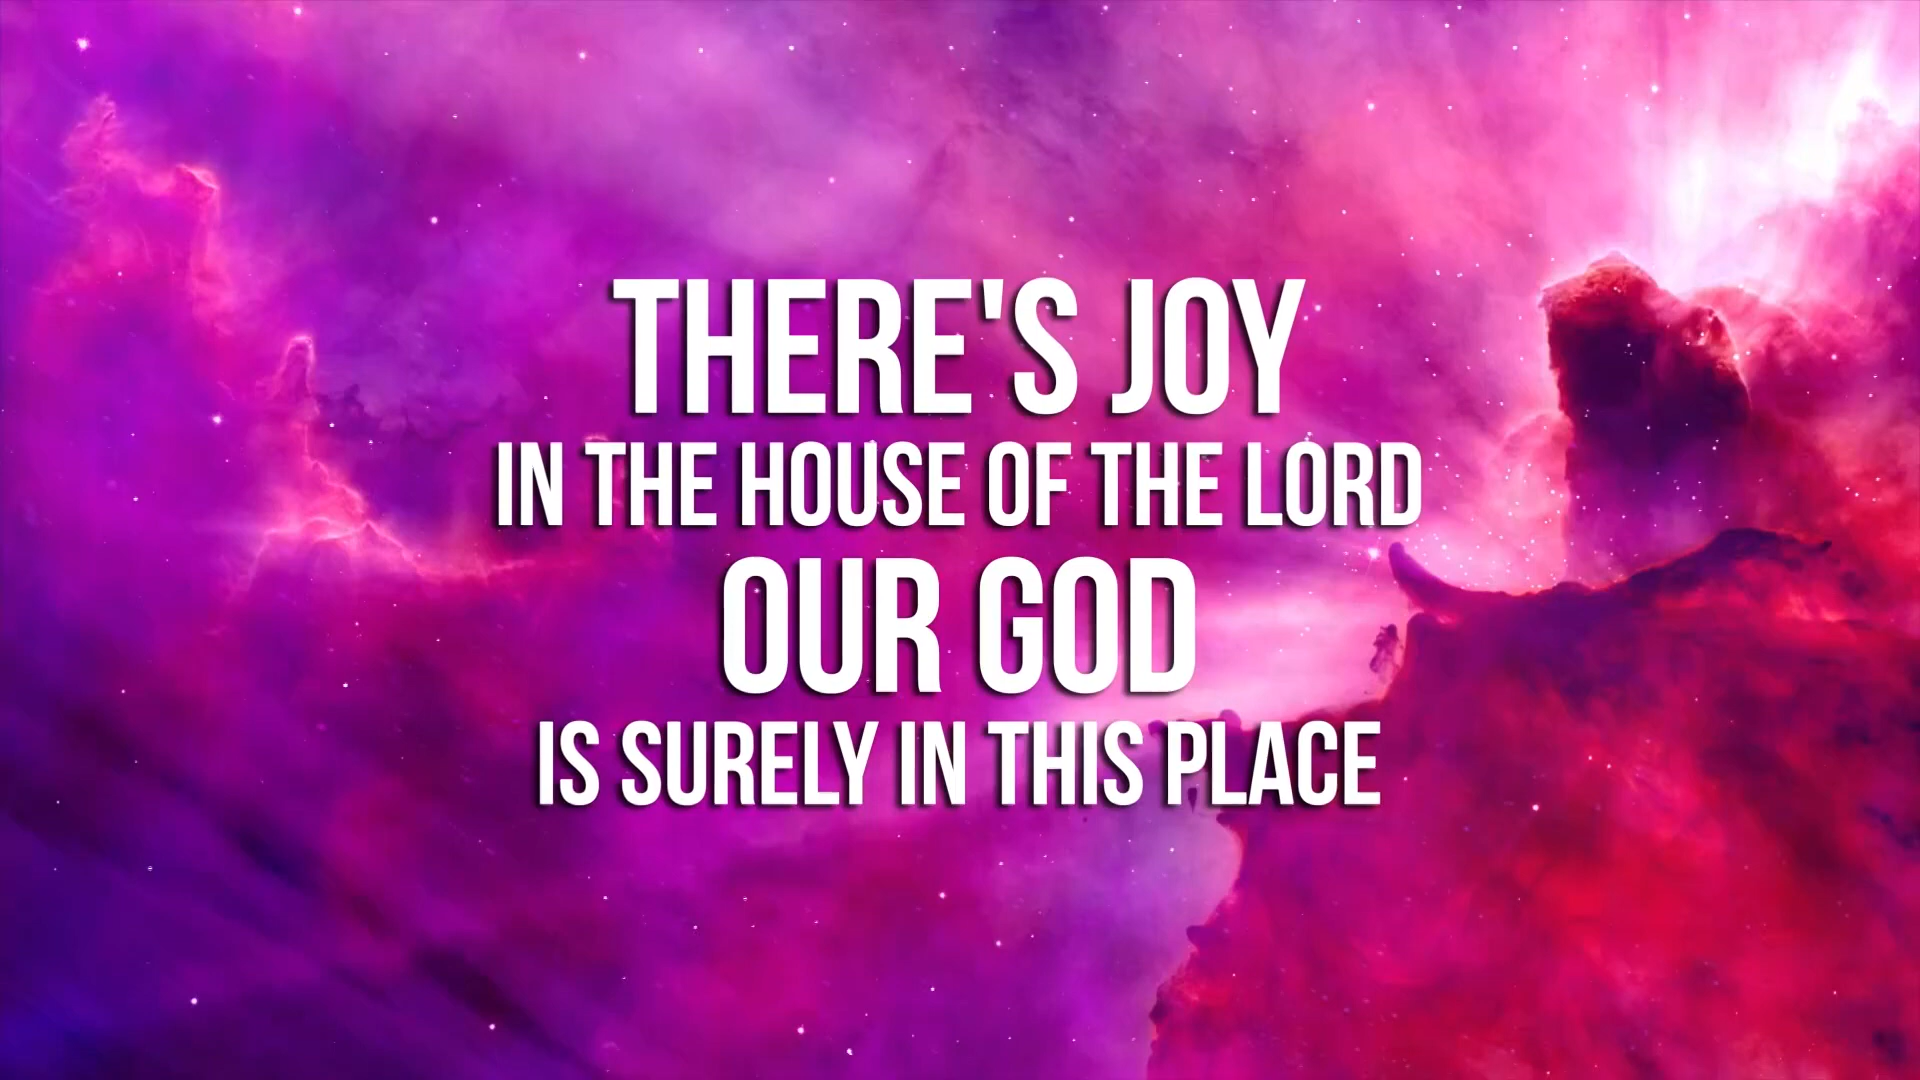 THERE'S JOY
IN THE HOUSE OF THE LORD
OUR GOD
IS SURELY IN THIS PLACE